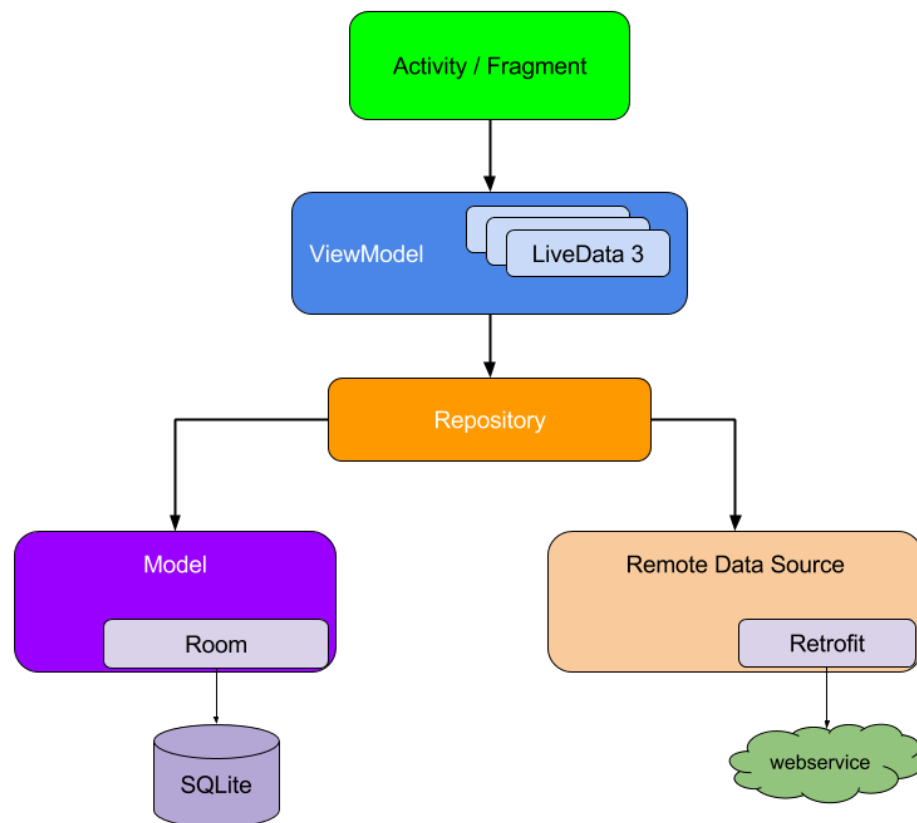 Activity / Fragment
ViewModel
LiveData 3
Repository
Model
Remote Data Source
Room
Retrofit
SQLite
webservice